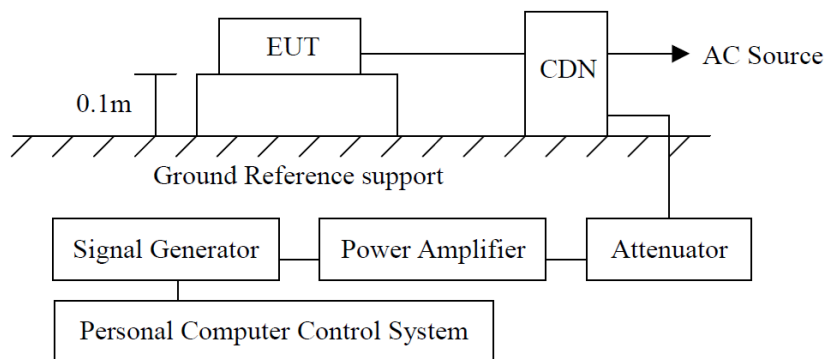 EUT
CDN
AC Source
0.1m
Ground Reference support
Signal Generator
Power Amplifier
Attenuator
Personal Computer Control System